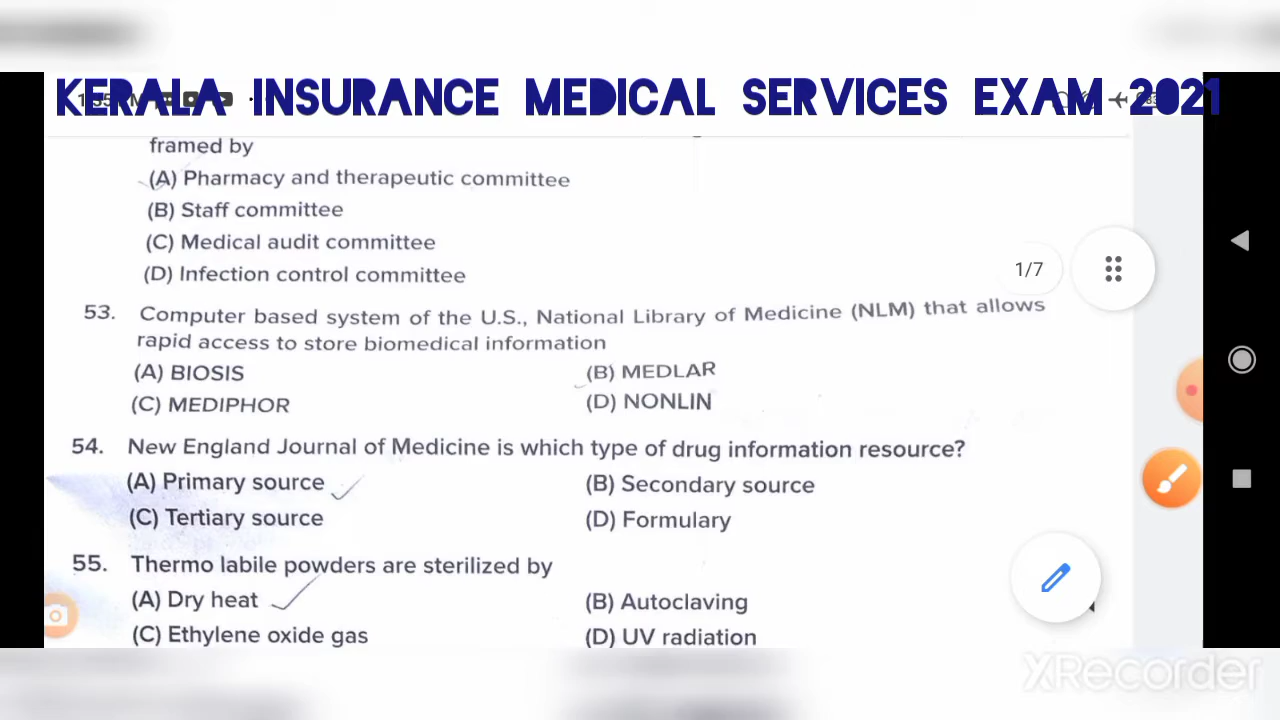 KERALA INSURANCE MEDICAL SERVICES EXAM 2021
framed by
(A) Pharmacy and therapeutic committee
(B) Staff committee
(C) Medical audit committee
(D) Infection control committee
1/7
53. Computer based system of the U.S., National Library of Medicine (NLM) that allows
rapid access to store biomedical information
(A) BIOSIS (B) MEDLAR
(C) MEDIPHOR (D) NONLIN
54. New England Journal of Medicine is which type of drug information resource?
(A) Primary source (B) Secondary source
(C) Tertiary source (D) Formulary
55. Thermo labile powders are sterilized by
(A) Dry heat (B) Autoclaving
(C) Ethylene oxide gas (D) UV radiation
XRecorder